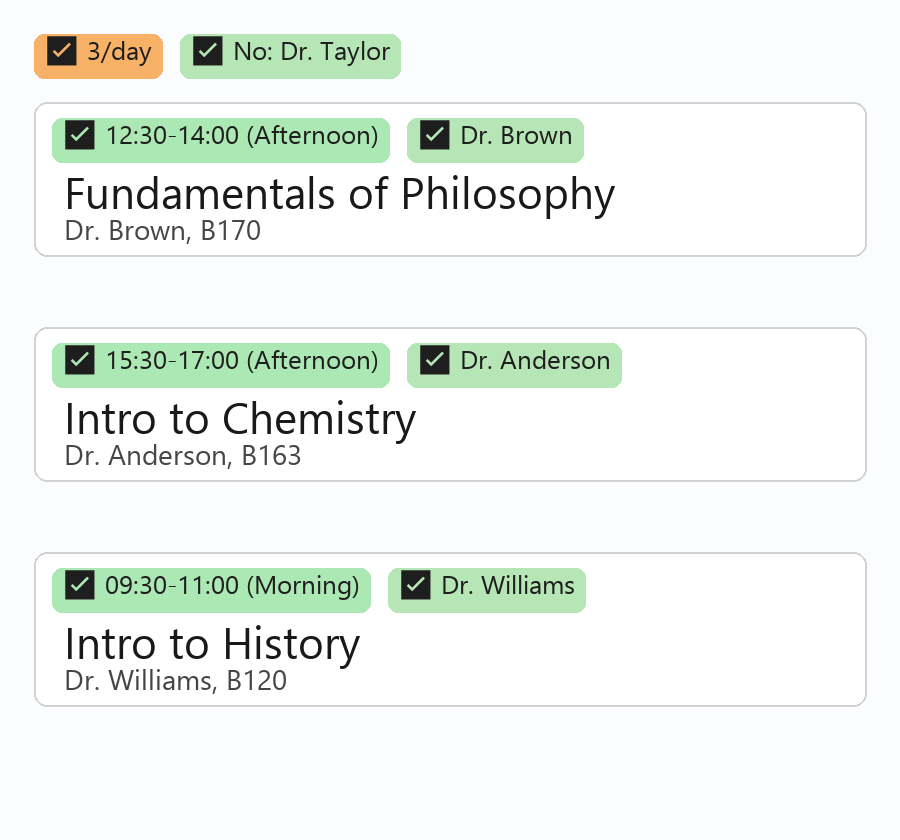 3/day No: Dr. Taylor
12:30-14:00 (Afternoon) Dr. Brown
Fundamentals of Philosophy
Dr. Brown, B170
15:30-17:00 (Afternoon) Dr. Anderson
Intro to Chemistry
Dr. Anderson, B163
09:30-11:00 (Morning) Dr. Williams
Intro to History
Dr. Williams, B120